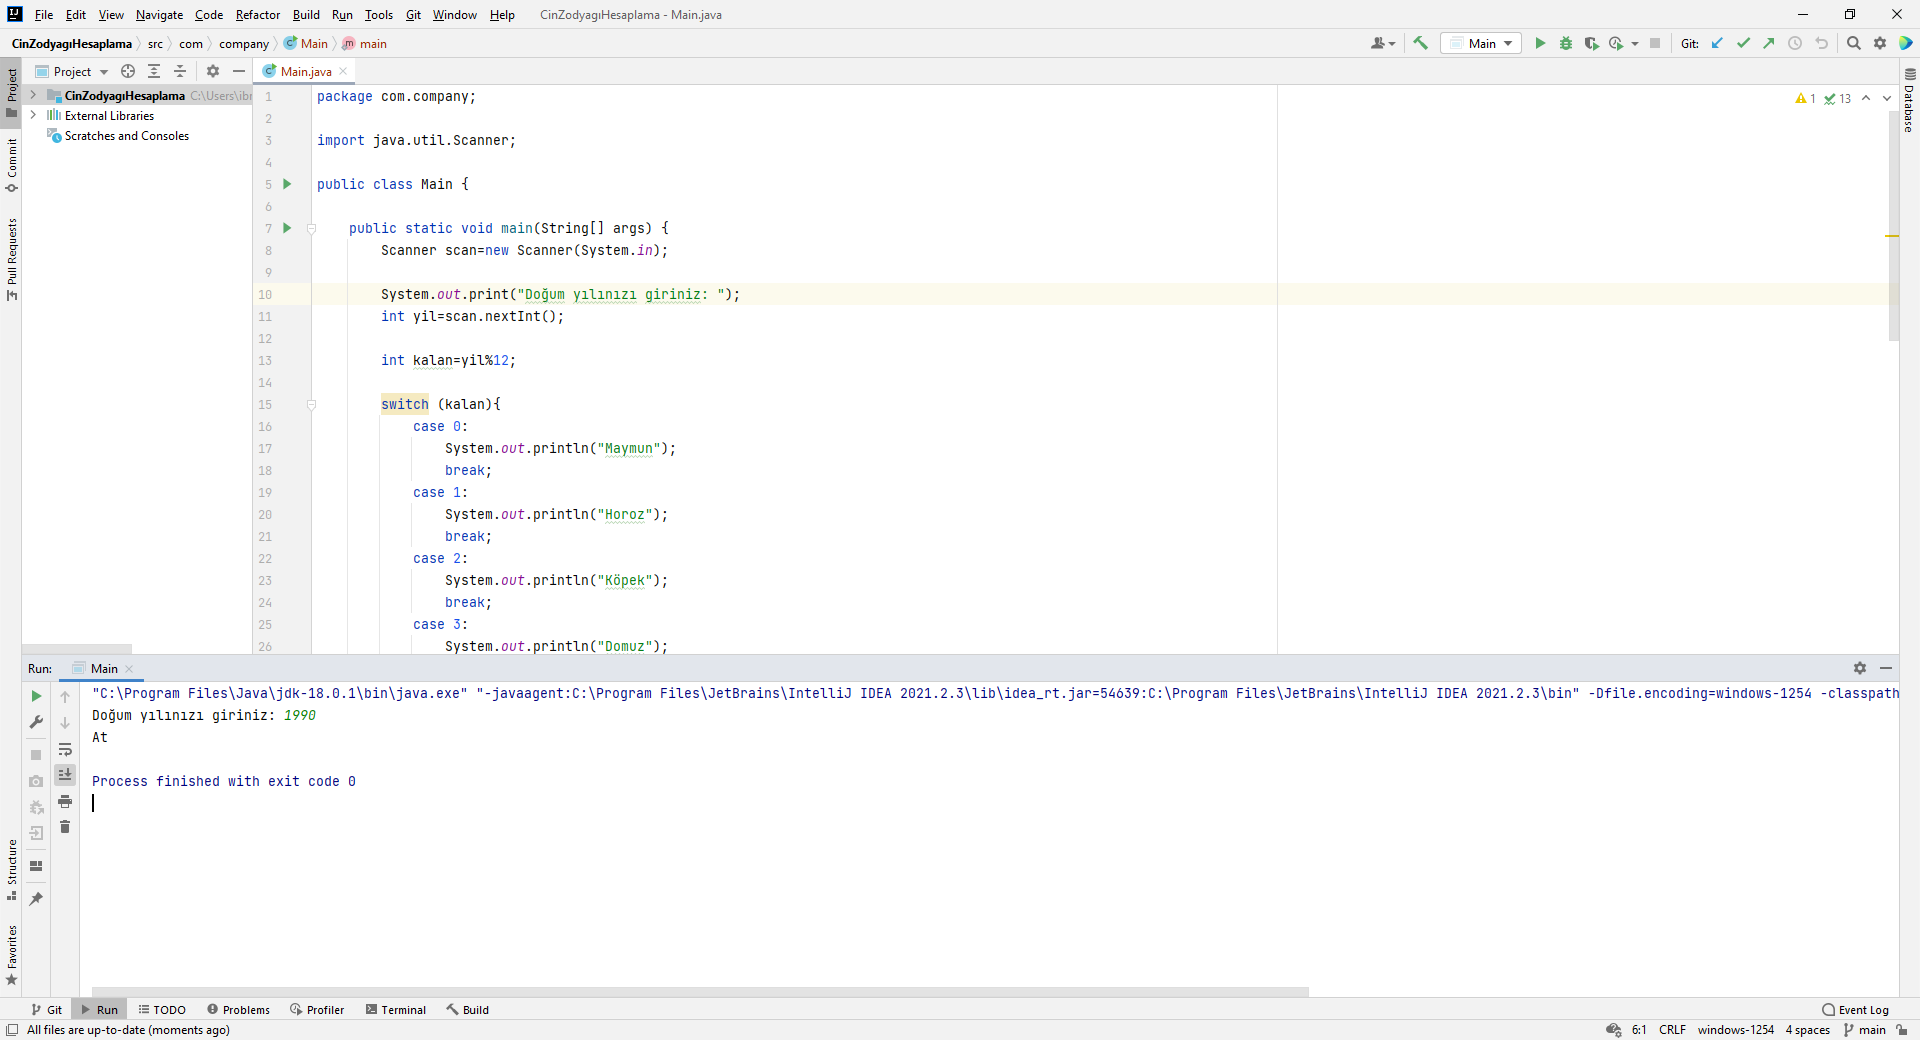 File Edit View Navigate Code Refactor Build Run Tools Git Window Help CinZodyagıHesaplama - Main.java
CinZodyagıHesaplama src com company Main main
Main Git:
Project
Main.java
CinZodyagıHesaplama C:\Users\ibr
External Libraries
Scratches and Consoles
1 package com.company;
2
3 import java.util.Scanner;
4
5 public class Main {
6
7 public static void main(String[] args) {
8 Scanner scan=new Scanner(System.in);
9
10 System.out.print("Doğum yılınızı giriniz: ");
11 int yil=scan.nextInt();
12
13 int kalan=yil%12;
14
15 switch (kalan){
16 case 0:
17 System.out.println("Maymun");
18 break;
19 case 1:
20 System.out.println("Horoz");
21 break;
22 case 2:
23 System.out.println("Köpek");
24 break;
25 case 3:
26 System.out.println("Domuz");
1 13
Project
Commit
Pull Requests
Structure
Favorites
Database
Run: Main
"C:\Program Files\Java\jdk-18.0.1\bin\java.exe" "-javaagent:C:\Program Files\JetBrains\IntelliJ IDEA 2021.2.3\lib\idea_rt.jar=54639:C:\Program Files\JetBrains\IntelliJ IDEA 2021.2.3\bin" -Dfile.encoding=windows-1254 -classpath
Doğum yılınızı giriniz: 1990
At
Process finished with exit code 0
Git Run TODO Problems Profiler Terminal Build Event Log
All files are up-to-date (moments ago) 6:1 CRLF windows-1254 4 spaces main